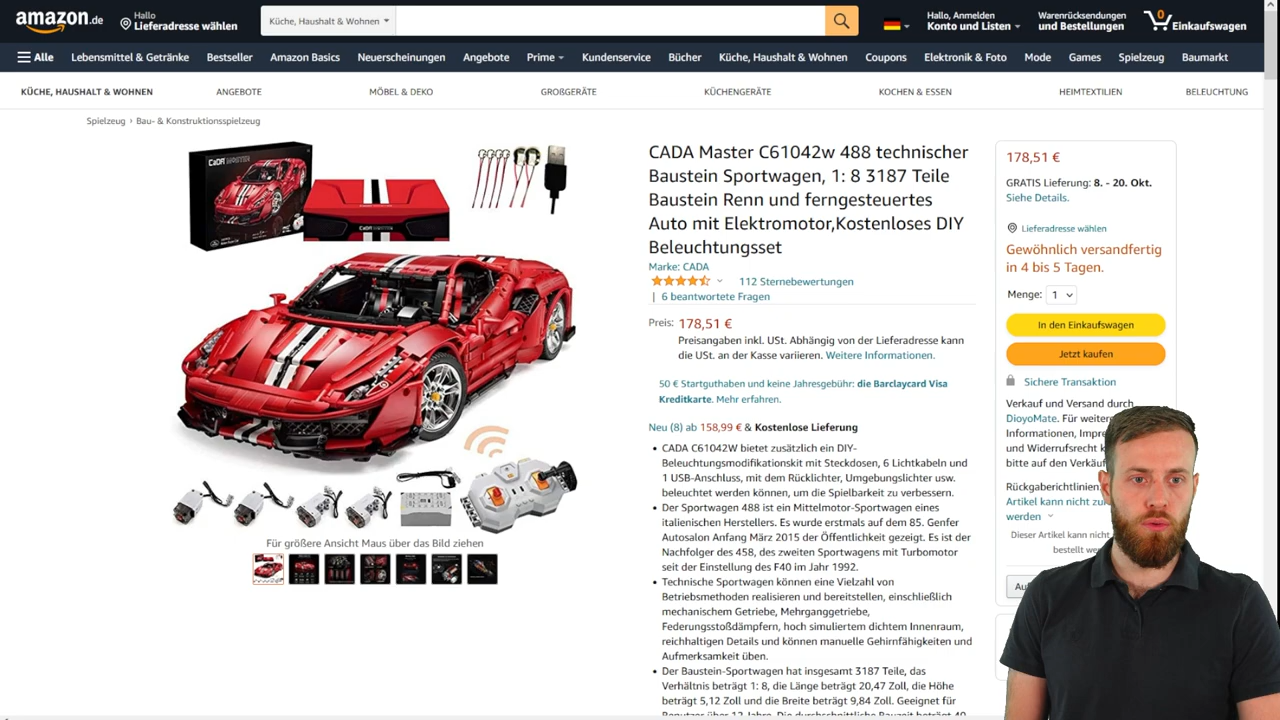 amazon.de
Hallo
Lieferadresse wählen
Küche, Haushalt & Wohnen
Hallo, Anmelden
Konto und Listen
Warenrücksendungen
und Bestellungen
0
Einkaufswagen
Alle
Lebensmittel & Getränke
Bestseller
Amazon Basics
Neuerscheinungen
Angebote
Prime
Kundenservice
Bücher
Küche, Haushalt & Wohnen
Coupons
Elektronik & Foto
Mode
Games
Spielzeug
Baumarkt
KÜCHE, HAUSHALT & WOHNEN
ANGEBOTE
MÖBEL & DEKO
GROßGERÄTE
KÜCHENGERÄTE
KOCHEN & ESSEN
HEIMTEXTILIEN
BELEUCHTUNG
Spielzeug › Bau- & Konstruktionsspielzeug
CaDA MASTER
CaDA MASTER
Für größere Ansicht Maus über das Bild ziehen
CADA Master C61042w 488 technischer
Baustein Sportwagen, 1: 8 3187 Teile
Baustein Renn und ferngesteuertes
Auto mit Elektromotor,Kostenloses DIY
Beleuchtungsset
Marke: CADA
112 Sternebewertungen
| 6 beantwortete Fragen
Preis: 178,51 €
Preisangaben inkl. USt. Abhängig von der Lieferadresse kann
die USt. an der Kasse variieren. Weitere Informationen.
50 € Startguthaben und keine Jahresgebühr: die Barclaycard Visa
Kreditkarte. Mehr erfahren.
Neu (8) ab 158,99 € & Kostenlose Lieferung
• CADA C61042W bietet zusätzlich ein DIY-
Beleuchtungsmodifikationskit mit Steckdosen, 6 Lichtkabeln und
1 USB-Anschluss, mit dem Rücklichter, Umgebungslichter usw.
beleuchtet werden können, um die Spielbarkeit zu verbessern.
• Der Sportwagen 488 ist ein Mittelmotor-Sportwagen eines
italienischen Herstellers. Es wurde erstmals auf dem 85. Genfer
Autosalon Anfang März 2015 der Öffentlichkeit gezeigt. Es ist der
Nachfolger des 458, des zweiten Sportwagens mit Turbomotor
seit der Einstellung des F40 im Jahr 1992.
• Technische Sportwagen können eine Vielzahl von
Betriebsmethoden realisieren und bereitstellen, einschließlich
mechanischem Getriebe, Mehrganggetriebe,
Federungsstoßdämpfern, hoch simuliertem dichtem Innenraum,
reichhaltigen Details und können manuelle Gehirnfähigkeiten und
Aufmerksamkeit üben.
• Der Baustein-Sportwagen hat insgesamt 3187 Teile, das
Verhältnis beträgt 1: 8, die Länge beträgt 20,47 Zoll, die Höhe
beträgt 5,12 Zoll und die Breite beträgt 9,84 Zoll. Geeignet für
Benutzer über 12 Jahre. Die durchschnittliche Bauzeit beträgt 40
178,51 €
GRATIS Lieferung: 8. - 20. Okt.
Siehe Details.
Lieferadresse wählen
Gewöhnlich versandfertig
in 4 bis 5 Tagen.
Menge: 1
In den Einkaufswagen
Jetzt kaufen
Sichere Transaktion
Verkauf und Versand durch
DioyoMate. Für weitere
Informationen, Impre
und Widerrufsrecht k
bitte auf den Verkäuf
Rückgaberichtlinien:
Artikel kann nicht zu
werden
Dieser Artikel kann nicht
bestellt we